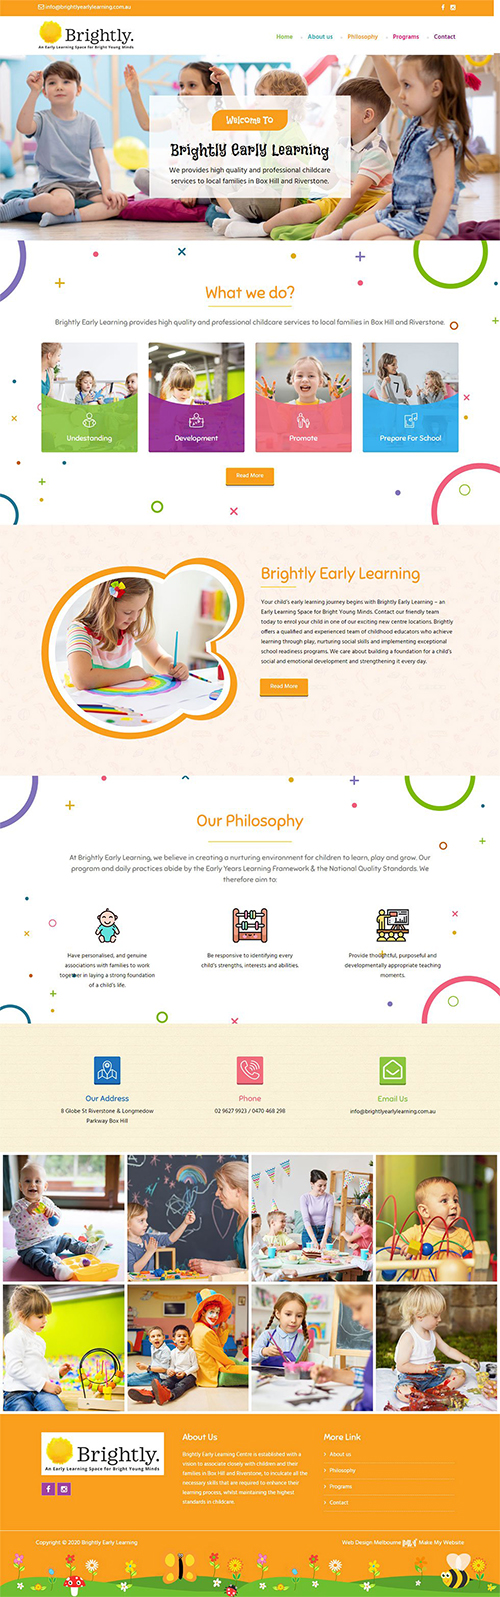 info@brightlyearlylearning.com.au
Brightly.
An Early Learning Space for Bright Young Minds
Home
About us
Philosophy
Programs
Contact
Welcome To
Brightly Early Learning
We provides high quality and professional childcare
services to local families in Box Hill and Riverstone.
What we do?
Brightly Early Learning provides high quality and professional childcare services to local families in Box Hill and Riverstone.
Undestanding
Development
Promote
Prepare For School
Read More
Brightly Early Learning
Your child's early learning journey begins with Brightly Early Learning – an
Early Learning Space for Bright Young Minds. Contact our friendly team
today to enrol your child in one of our exciting new centre locations. Brightly
offers a qualified and experienced team of childhood educators who achieve
learning through play, nurturing social skills and implementing exceptional
school readiness programs. We care about building a foundation for a child's
social and emotional development and strengthening it every day.
Read More
Our Philosophy
At Brightly Early Learning, we believe in creating a nurturing environment for children to learn, play and grow. Our
program and daily practices abide by the Early Years Learning Framework & the National Quality Standards. We
therefore aim to:
Have personalised, and genuine
associations with families to work
together in laying a strong foundation
of a child's life.
Be responsive to identifying every
child's strengths, interests and abilities.
Provide thoughtful, purposeful and
developmentally appropriate teaching
moments.
Our Address
8 Globe St Riverstone & Longmedow
Parkway Box Hill
Phone
02 9627 9923 / 0470 468 298
Email Us
info@brightlyearlylearning.com.au
Brightly.
An Early Learning Space for Bright Young Minds
About Us
Brightly Early Learning Centre is established with a
vision to associate closely with children and their
families in Box Hill and Riverstone, to inculcate all the
necessary skills that are required to enhance their
learning process, whilst maintaining the highest
standards in childcare.
More Link
About us
Philosophy
Programs
Contact
Copyright © 2020 Brightly Early Learning
Web Design Melbourne
Make My Website